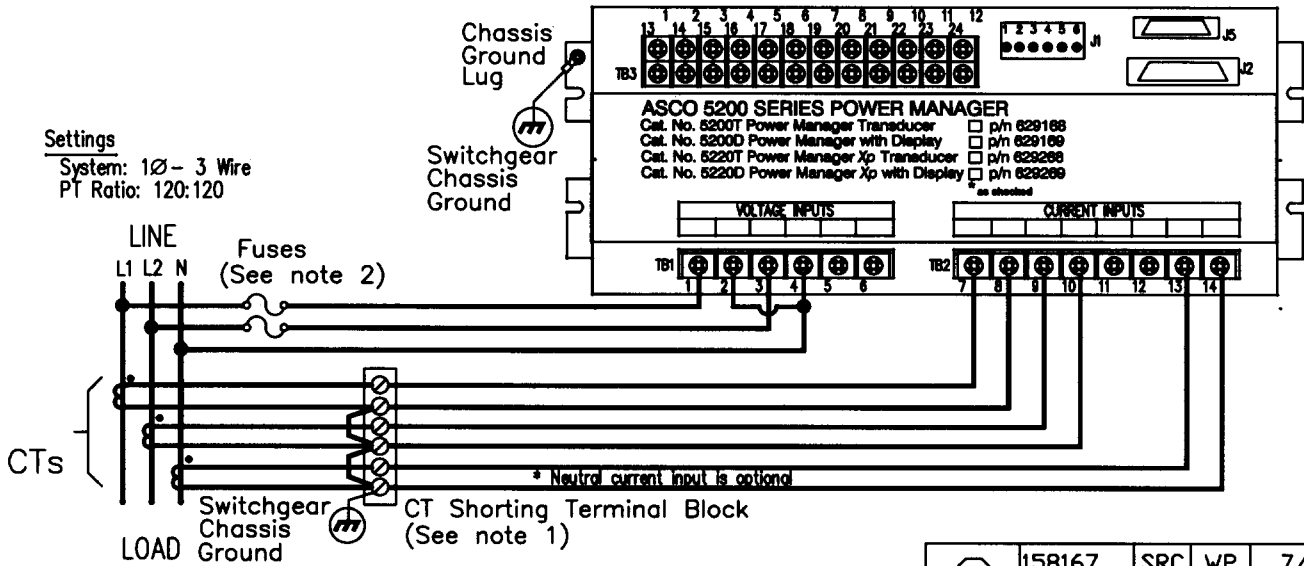 1 2 3 4 5 6 7 8 9 10 11 12
13 14 15 16 17 18 19 20 21 22 23 24
TB3
1 2 3 4 5 6
J1
J5
J2
Chassis
Ground
Lug
Switchgear
Chassis
Ground
ASCO 5200 SERIES POWER MANAGER
Cat. No. 5200T Power Manager Transducer p/n 629168
Cat. No. 5200D Power Manager with Display p/n 629169
Cat. No. 5220T Power Manager Xp Transducer p/n 629268
Cat. No. 5220D Power Manager Xp with Display p/n 629269
* as checked
Settings
System: 1Ø- 3 Wire
PT Ratio: 120:120
VOLTAGE INPUTS
CURRENT INPUTS
TB1
1 2 3 4 5 6
TB2
7 8 9 10 11 12 13 14
LINE
L1 L2 N
Fuses
(See note 2)
CTs
* Neutral current input is optional
Switchgear
Chassis
Ground
CT Shorting Terminal Block
(See note 1)
LOAD
158167 SRC WP 7/